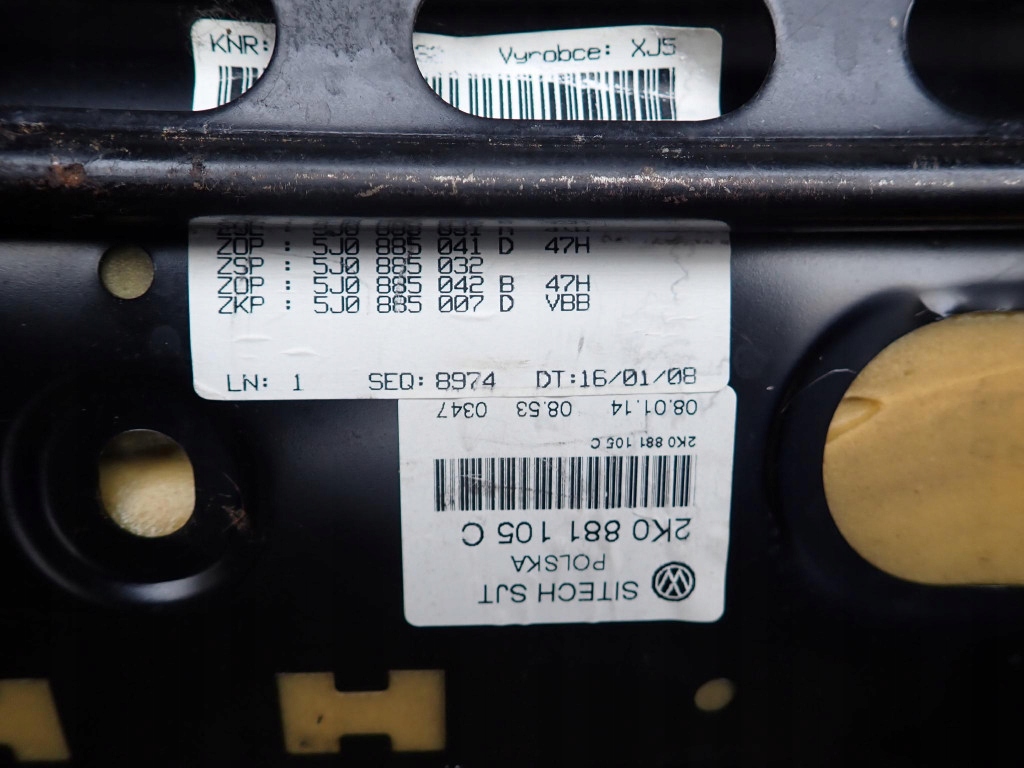 KNR:
Vyrobce: XJ5
ZOP : 5J0 885 041 D 47H
ZSP : 5J0 885 032
ZOP : 5J0 885 042 B 47H
ZKP : 5J0 885 007 D VBB
LN: 1 SEQ: 8974 DT:16/01/08
08.01.14 08.53 0347
2K0 881 105 C
2K0 881 105 C
POLSKA
SITECH SJT